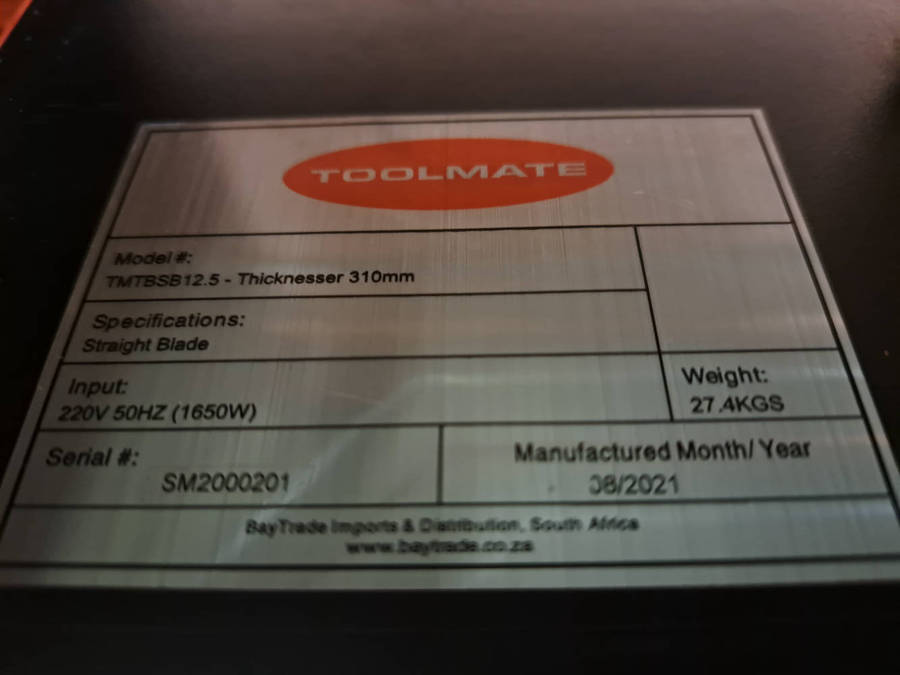 TOOLMATE
Model #:
TMTBSB12.5 - Thicknesser 310mm
Specifications:
Straight Blade
Input:
220V 50HZ (1650W)
Weight:
27.4KGS
Serial #:
SM2000201
Manufactured Month/ Year
08/2021
BayTrade Imports & Distribution, South Africa
www.baytrade.co.za